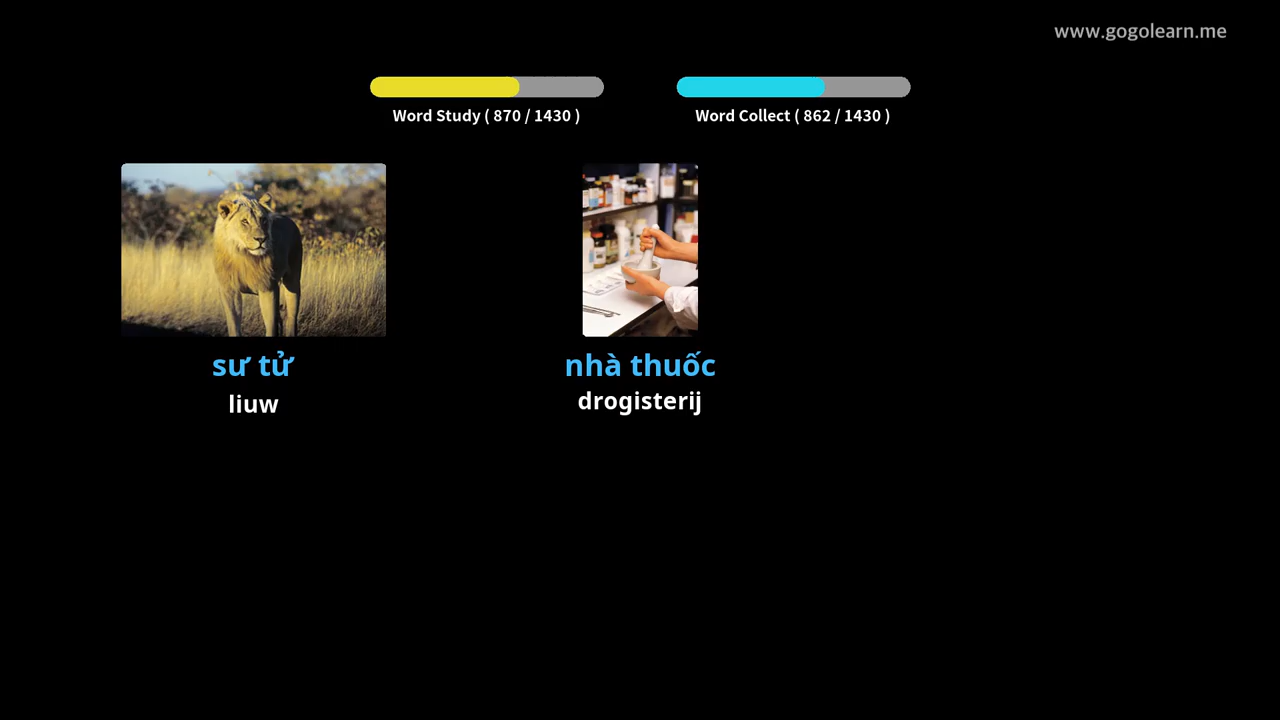 www.gogolearn.me
Word Study ( 870 / 1430 )
Word Collect ( 862 / 1430 )
sư tử
liuw
nhà thuốc
drogisterij